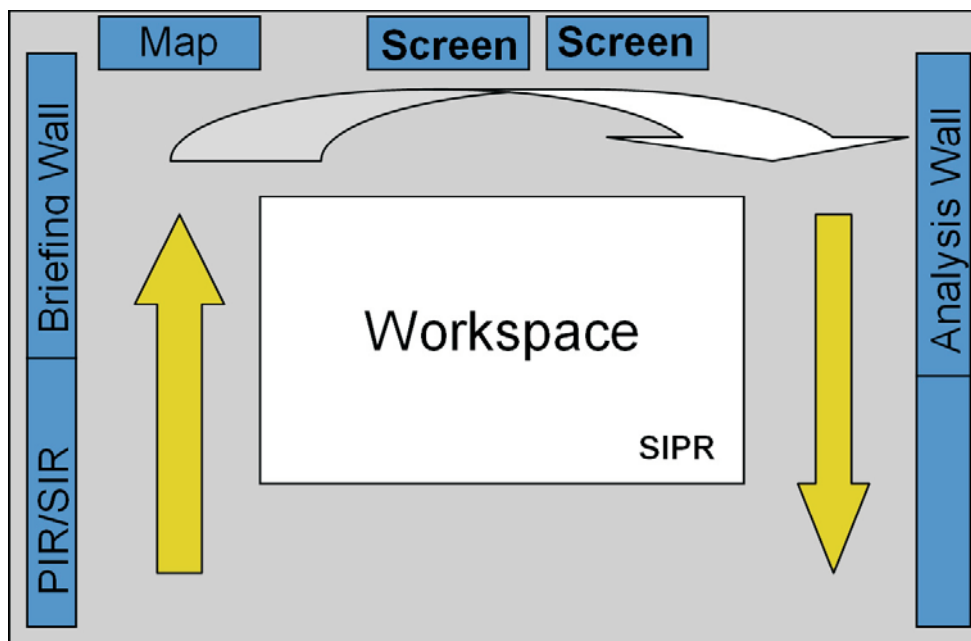 Map
Screen
Screen
Briefing Wall
Analysis Wall
Workspace
SIPR
PIR/SIR